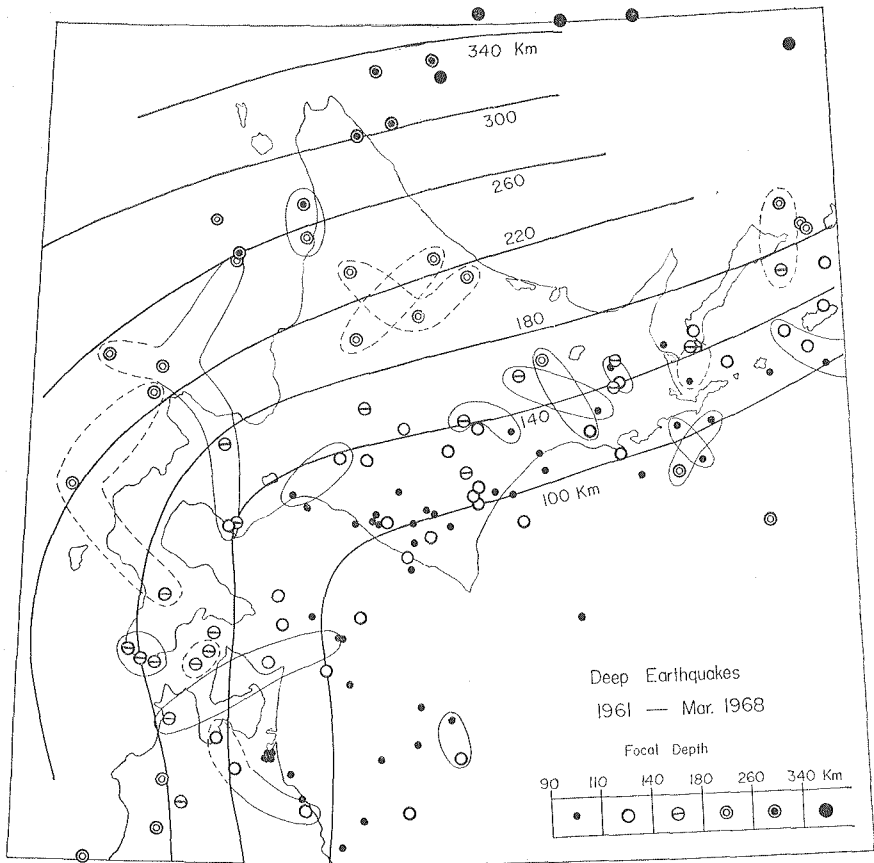 340 Km
300
260
220
180
140
100 Km
Deep Earthquakes
1961 — Mar. 1968
Focal Depth
90 110 140 180 260 340 Km